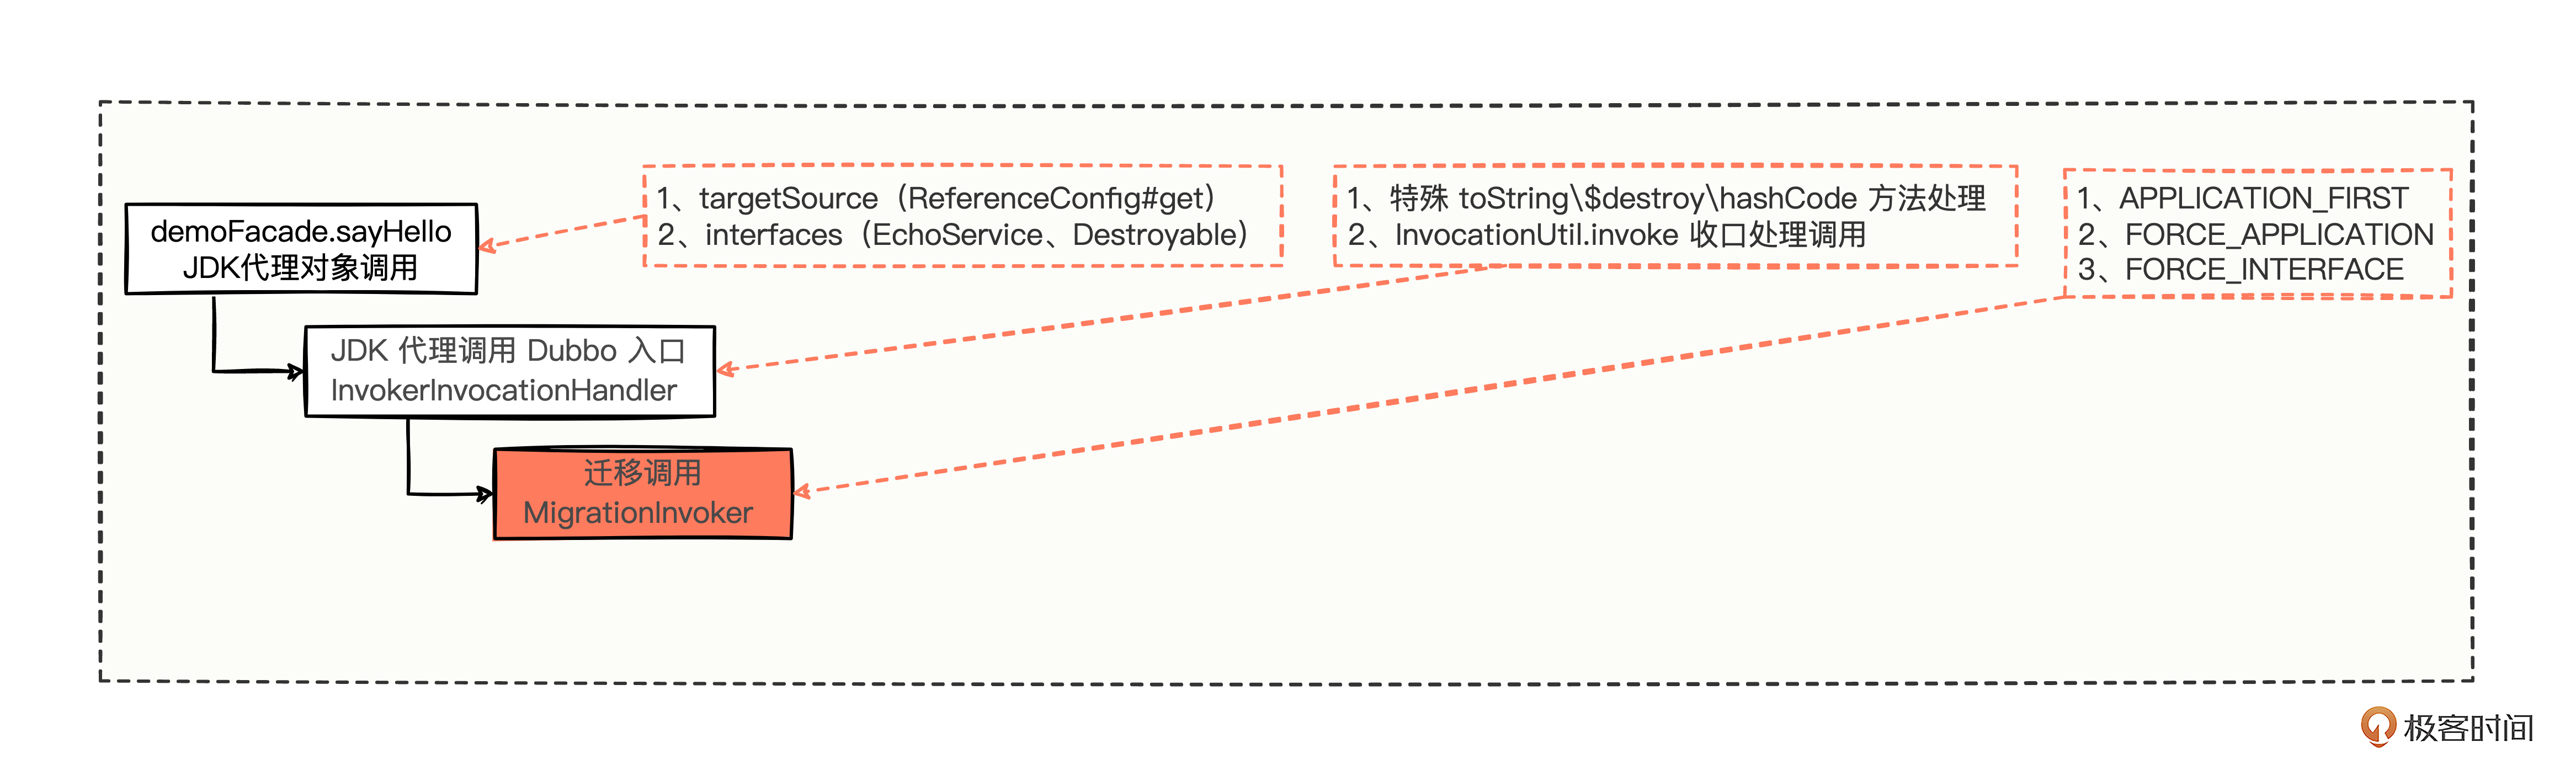 1、targetSource（ReferenceConfig#get）
2、interfaces（EchoService、Destroyable）
1、特殊 toString\$destroy\hashCode 方法处理
2、InvocationUtil.invoke 收口处理调用
1、APPLICATION_FIRST
2、FORCE_APPLICATION
3、FORCE_INTERFACE
demoFacade.sayHello
JDK代理对象调用
JDK 代理调用 Dubbo 入口
InvokerInvocationHandler
迁移调用
MigrationInvoker
极客时间